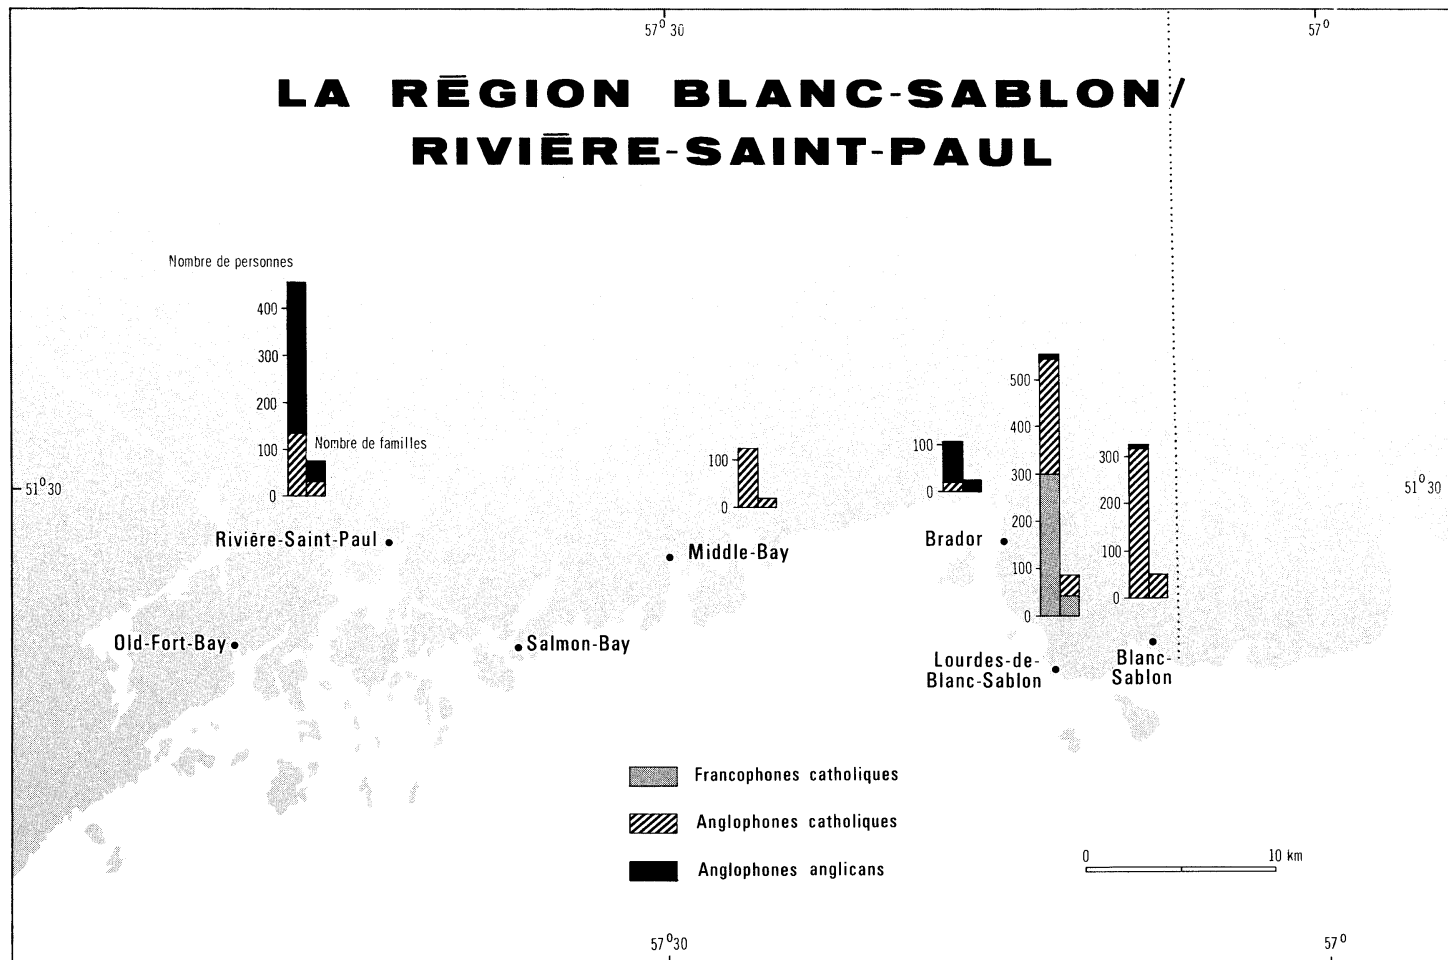 57° 30
57°
LA RÉGION BLANC-SABLON/
RIVIÈRE-SAINT-PAUL
Nombre de personnes
400
300
200
100
0
Nombre de familles
100
0
100
0
500
400
300
200
100
0
300
200
100
0
51° 30
51° 30
Rivière-Saint-Paul
Middle-Bay
Brador
Old-Fort-Bay
Salmon-Bay
Lourdes-de-
Blanc-Sablon
Blanc-
Sablon
Francophones catholiques
Anglophones catholiques
Anglophones anglicans
0
10 km
57° 30
57°